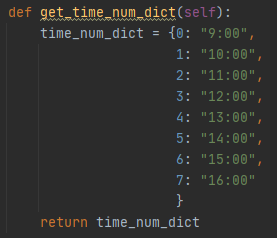 def get_time_num_dict(self):
    time_num_dict = {0: "9:00",
                     1: "10:00",
                     2: "11:00",
                     3: "12:00",
                     4: "13:00",
                     5: "14:00",
                     6: "15:00",
                     7: "16:00"
                     }
    return time_num_dict